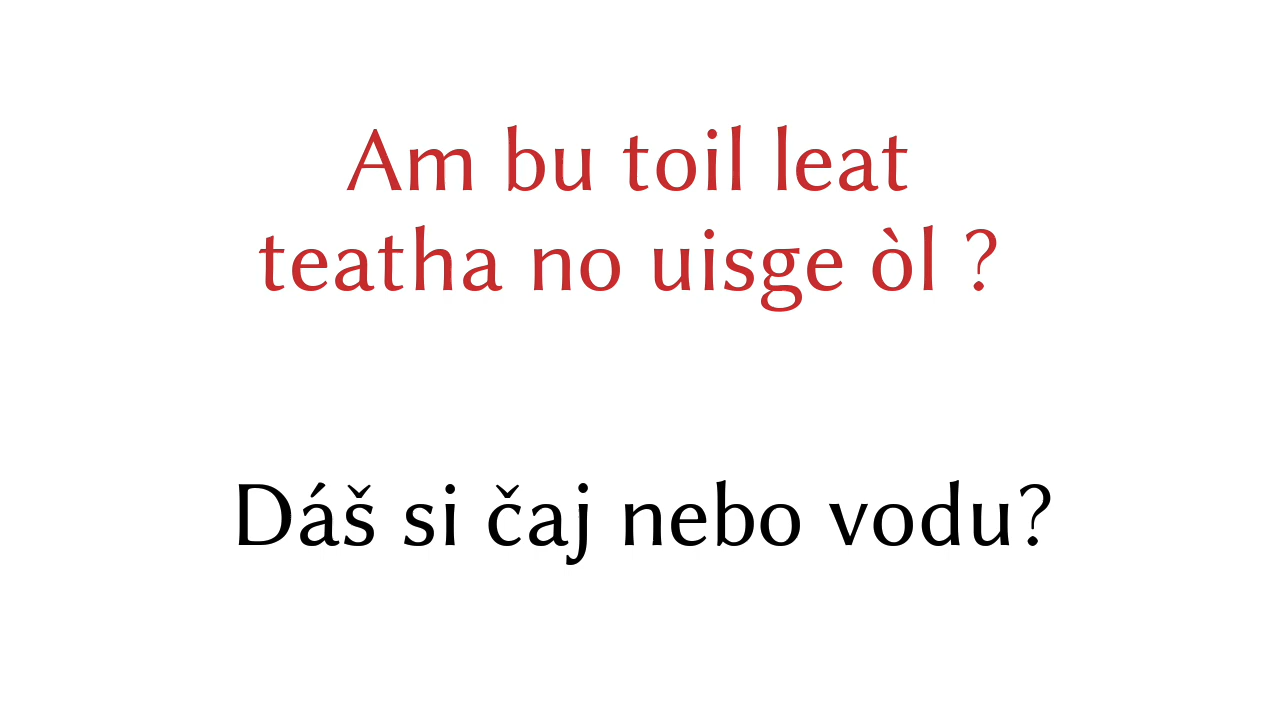 Am bu toil leat
teatha no uisge òl ?
Dáš si čaj nebo vodu?